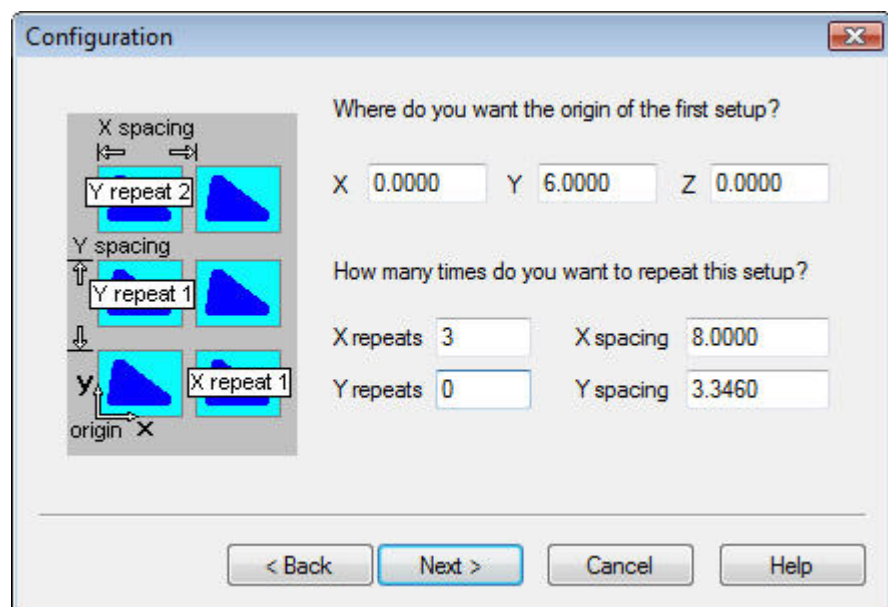 Configuration
X spacing
Y repeat 2
Y spacing
Y repeat 1
y
X repeat 1
origin X
Where do you want the origin of the first setup?
X 0.0000 Y 6.0000 Z 0.0000
How many times do you want to repeat this setup?
X repeats 3 X spacing 8.0000
Y repeats 0 Y spacing 3.3460
< Back Next > Cancel Help